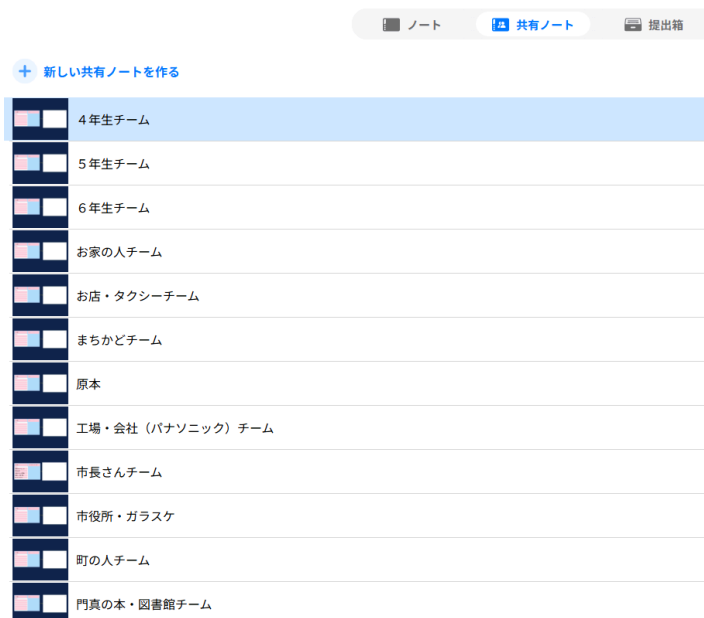 ノート 共有ノート 提出箱
新しい共有ノートを作る
４年生チーム
５年生チーム
６年生チーム
お家の人チーム
お店・タクシーチーム
まちかどチーム
原本
工場・会社（パナソニック）チーム
市長さんチーム
市役所・ガラスケ
町の人チーム
門真の本・図書館チーム